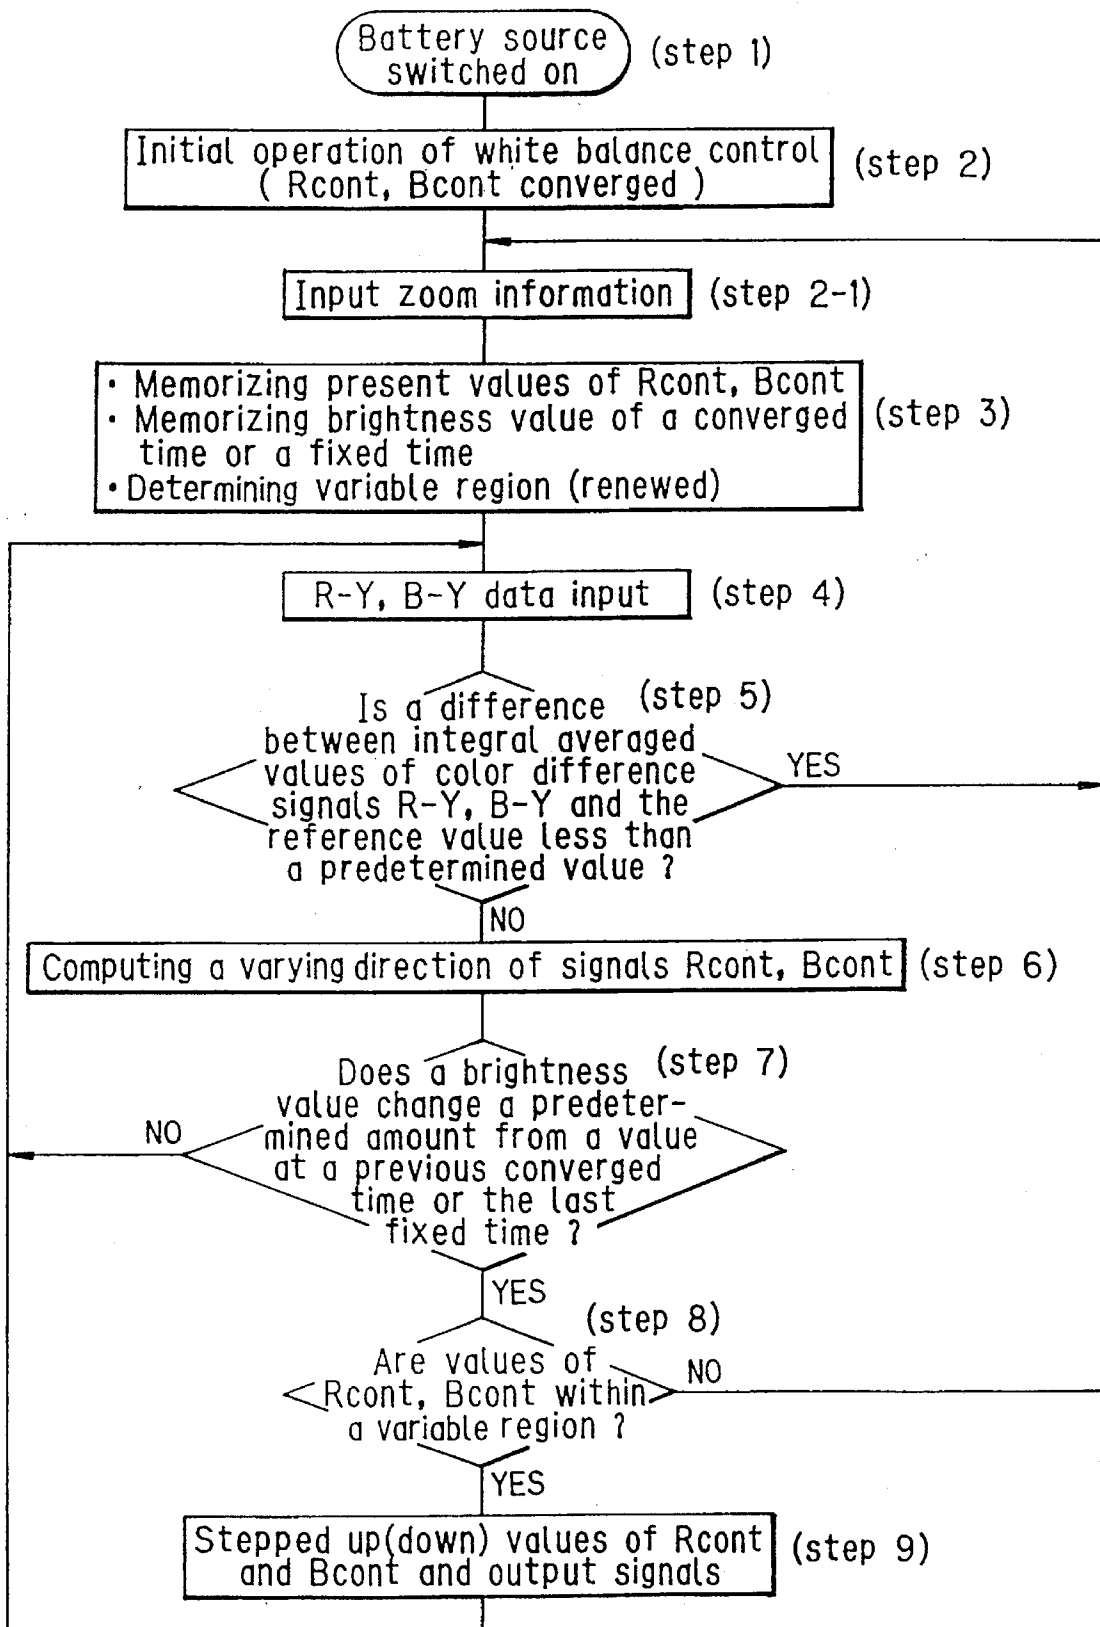 Battery source
switched on
(step 1)
Initial operation of white balance control
( Rcont, Bcont converged )
(step 2)
Input zoom information
(step 2-1)
· Memorizing present values of Rcont, Bcont
· Memorizing brightness value of a converged
time or a fixed time
· Determining variable region (renewed)
(step 3)
R-Y, B-Y data input
(step 4)
Is a difference
between integral averaged
values of color difference
signals R-Y, B-Y and the
reference value less than
a predetermined value ?
(step 5)
YES
NO
Computing a varying direction of signals Rcont, Bcont
(step 6)
Does a brightness
value change a predeter-
mined amount from a value
at a previous converged
time or the last
fixed time ?
(step 7)
NO
YES
(step 8)
Are values of
Rcont, Bcont within
a variable region ?
NO
YES
Stepped up(down) values of Rcont
and Bcont and output signals
(step 9)